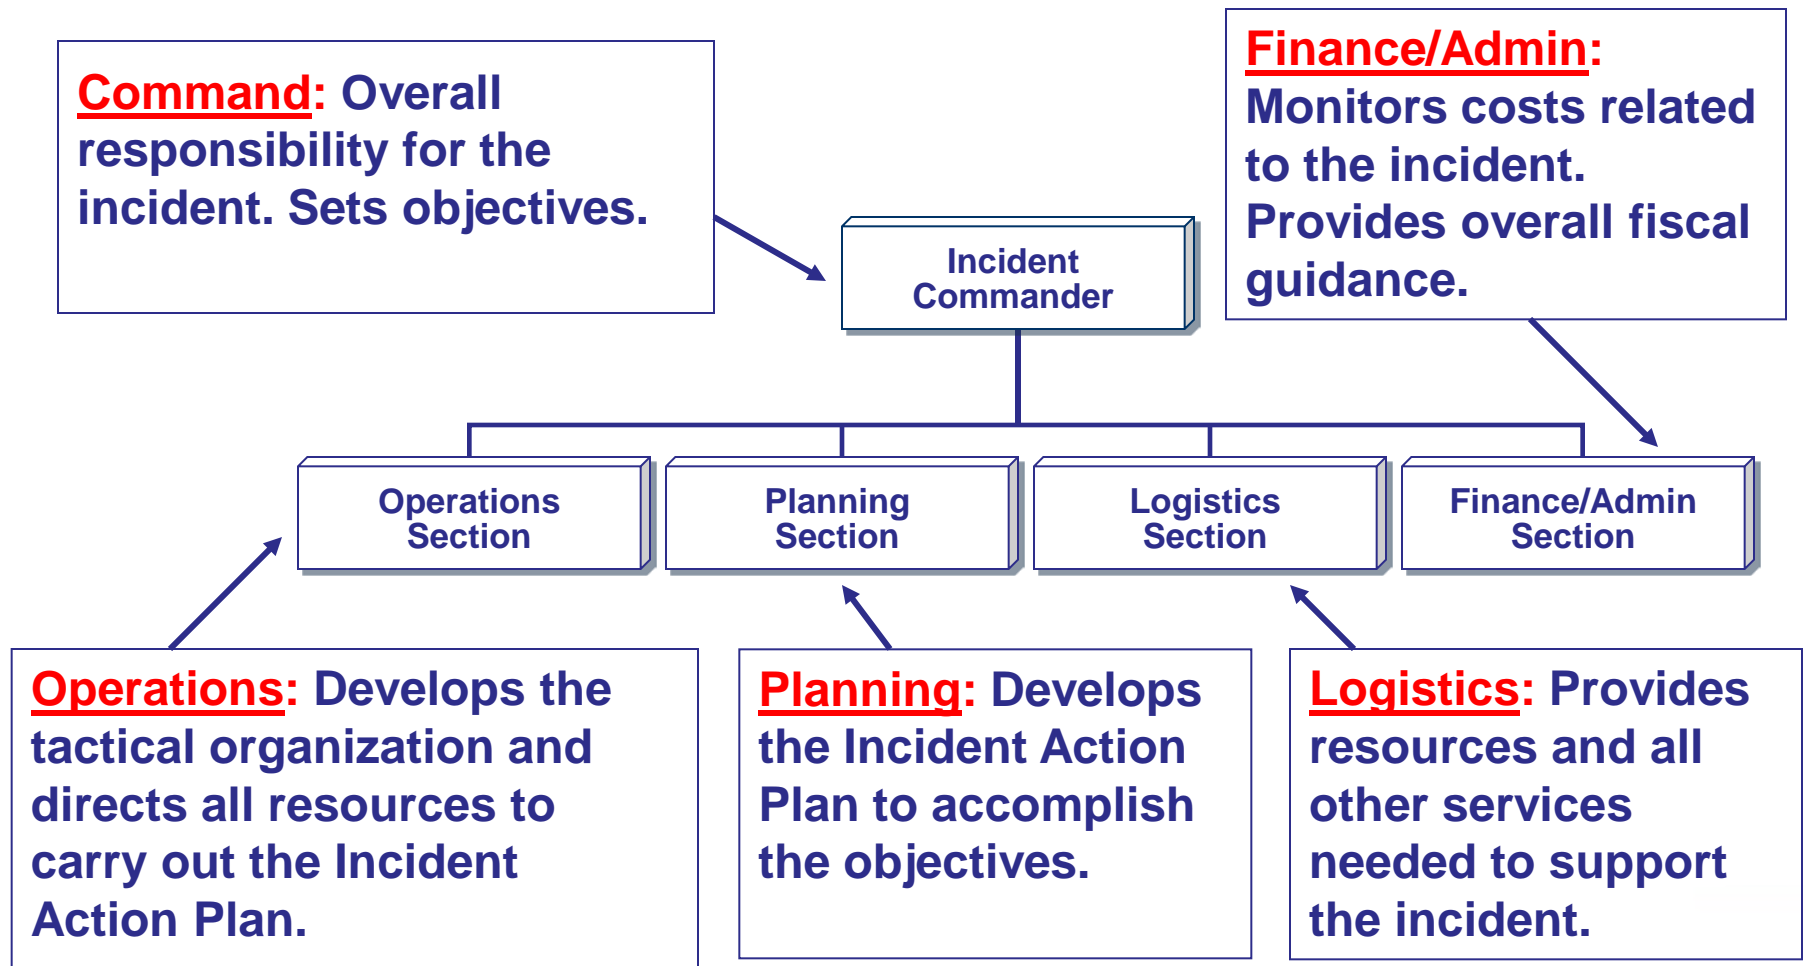 Command: Overall
responsibility for the
incident. Sets objectives.
Finance/Admin:
Monitors costs related
to the incident.
Provides overall fiscal
guidance.
Incident
Commander
Operations
Section
Planning
Section
Logistics
Section
Finance/Admin
Section
Operations: Develops the
tactical organization and
directs all resources to
carry out the Incident
Action Plan.
Planning: Develops
the Incident Action
Plan to accomplish
the objectives.
Logistics: Provides
resources and all
other services
needed to support
the incident.